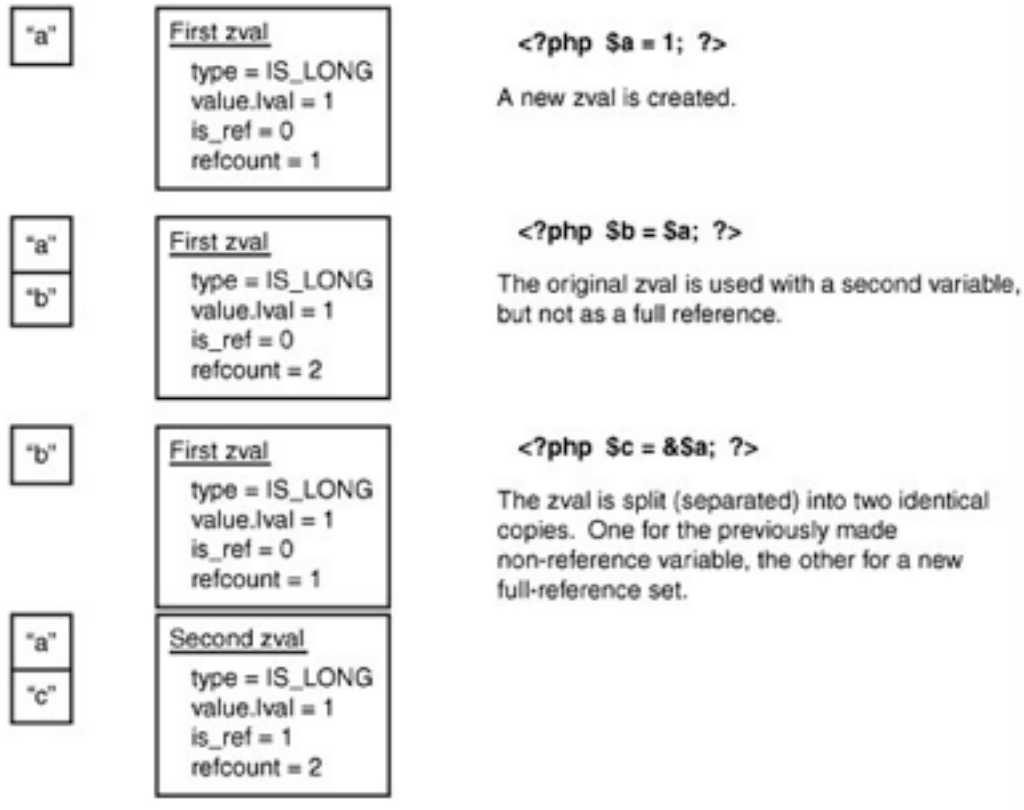 "a"
First zval
type = IS_LONG
value.lval = 1
is_ref = 0
refcount = 1
<?php $a = 1; ?>
A new zval is created.
"a"
"b"
First zval
type = IS_LONG
value.lval = 1
is_ref = 0
refcount = 2
<?php $b = $a; ?>
The original zval is used with a second variable,
but not as a full reference.
"b"
First zval
type = IS_LONG
value.lval = 1
is_ref = 0
refcount = 1
<?php $c = &$a; ?>
The zval is split (separated) into two identical
copies. One for the previously made
non-reference variable, the other for a new
full-reference set.
"a"
"c"
Second zval
type = IS_LONG
value.lval = 1
is_ref = 1
refcount = 2